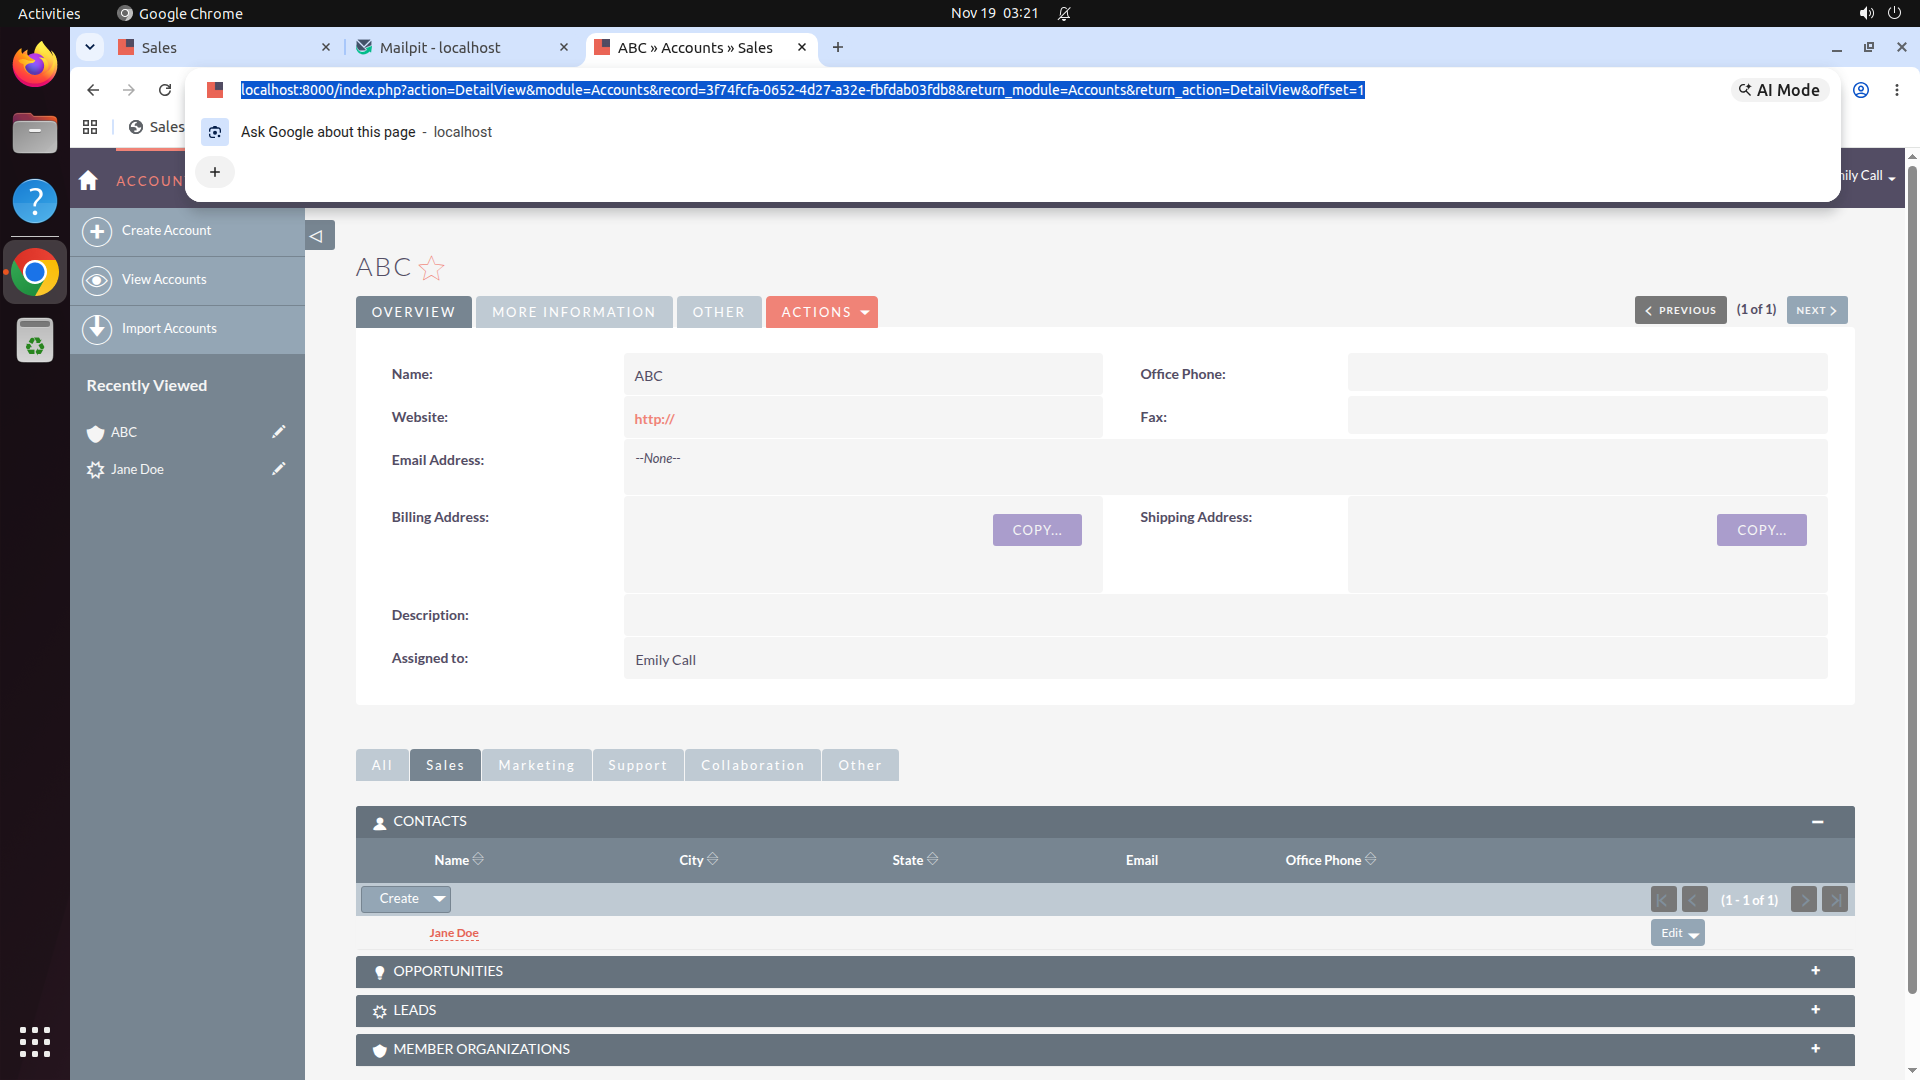 Activities
Google Chrome
Nov 19 03:21
Sales
Mailpit - localhost
ABC » Accounts » Sales
localhost:8000/index.php?action=DetailView&module=Accounts&record=3f74fcfa-0652-4d27-a32e-fbfdab03fdb8&return_module=Accounts&return_action=DetailView&offset=1
AI Mode
Sales
Ask Google about this page - localhost
ACCOUN
ily Call
Create Account
View Accounts
Import Accounts
Recently Viewed
ABC
Jane Doe
ABC
OVERVIEW
MORE INFORMATION
OTHER
ACTIONS
PREVIOUS
(1 of 1)
NEXT
Name:
ABC
Office Phone:
Website:
http://
Fax:
Email Address:
--None--
Billing Address:
COPY...
Shipping Address:
COPY...
Description:
Assigned to:
Emily Call
All
Sales
Marketing
Support
Collaboration
Other
CONTACTS
Name
City
State
Email
Office Phone
Create
(1 - 1 of 1)
Jane Doe
Edit
OPPORTUNITIES
LEADS
MEMBER ORGANIZATIONS